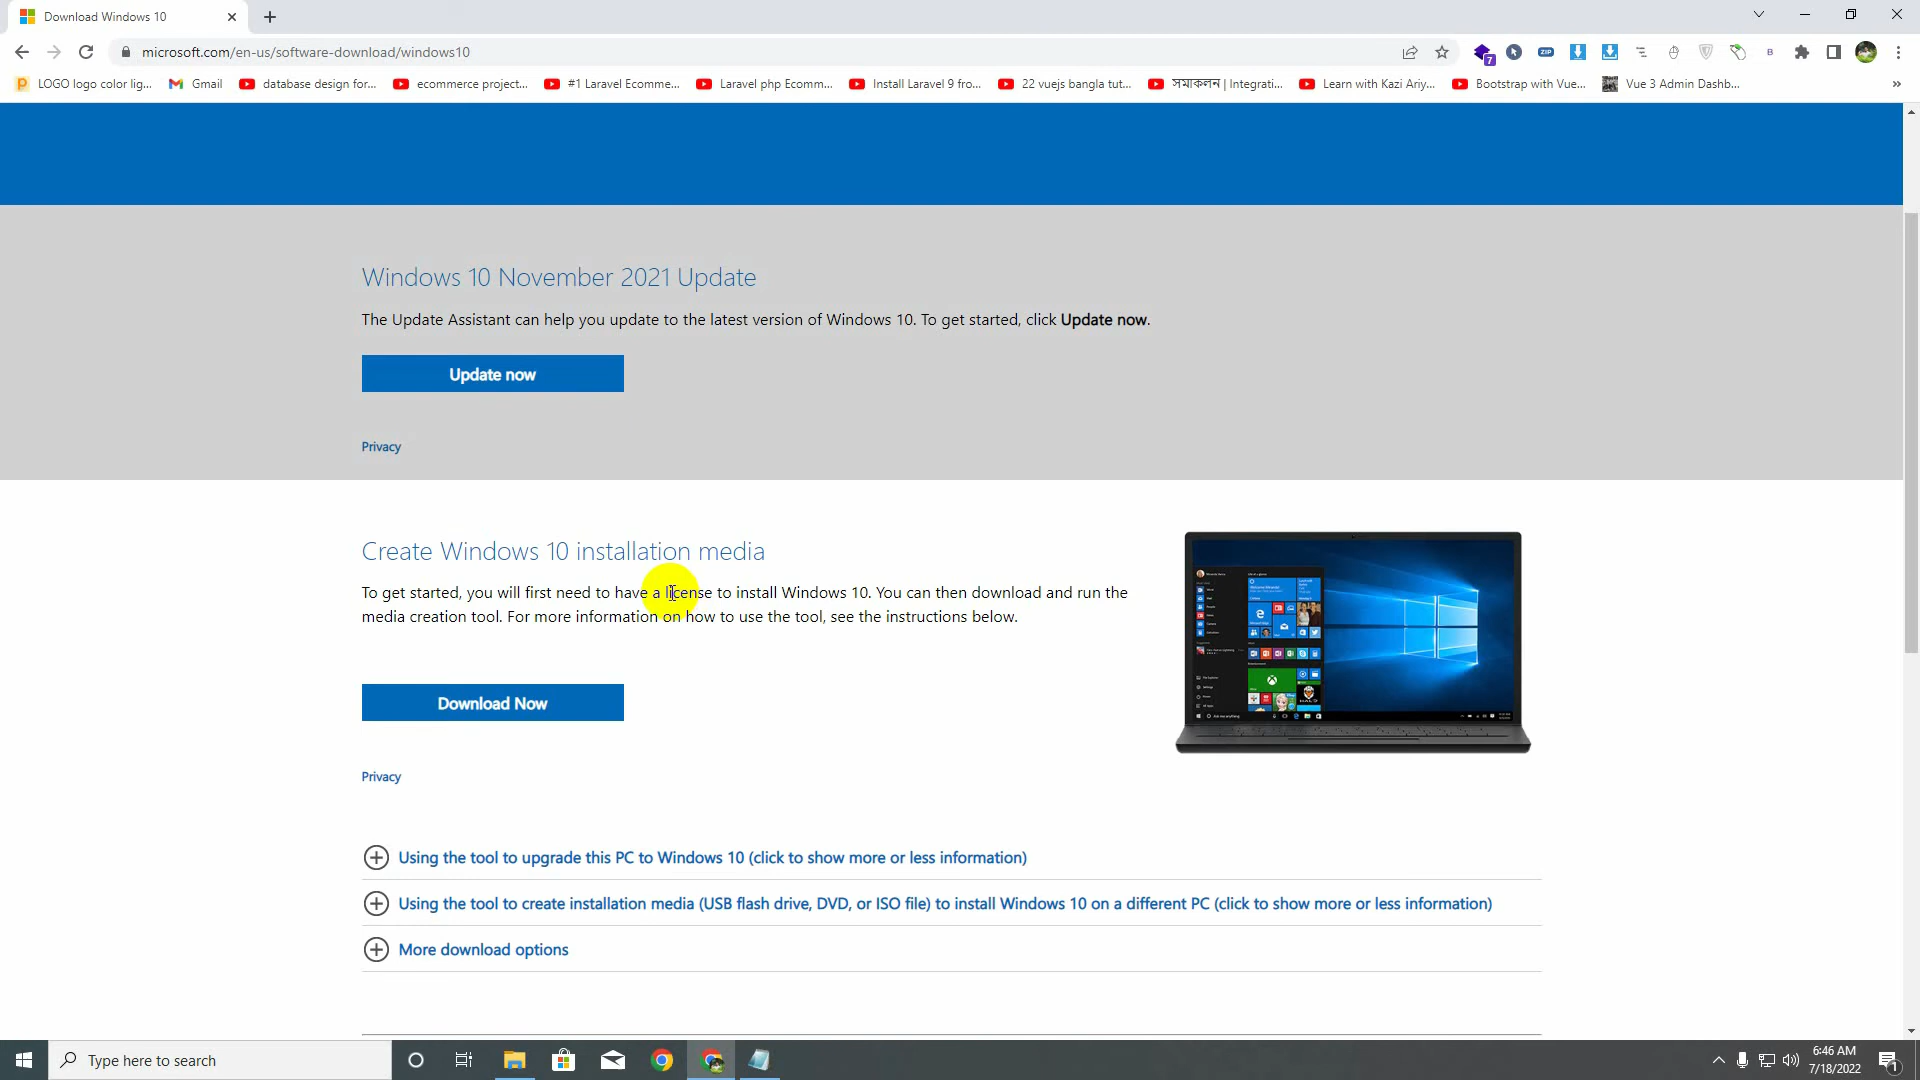 Download Windows 10
microsoft.com/en-us/software-download/windows10
7
ZIP
B
LOGO logo color lig...
Gmail
database design for...
ecommerce project...
#1 Laravel Ecomme...
Laravel php Ecomm...
Install Laravel 9 fro...
22 vuejs bangla tut...
সমাকলন | Integrati...
Learn with Kazi Ariy...
Bootstrap with Vue...
Vue 3 Admin Dashb...
»
Windows 10 November 2021 Update
The Update Assistant can help you update to the latest version of Windows 10. To get started, click Update now.
Update now
Privacy
Create Windows 10 installation media
To get started, you will first need to have a license to install Windows 10. You can then download and run the
media creation tool. For more information on how to use the tool, see the instructions below.
Download Now
Privacy
Using the tool to upgrade this PC to Windows 10 (click to show more or less information)
Using the tool to create installation media (USB flash drive, DVD, or ISO file) to install Windows 10 on a different PC (click to show more or less information)
More download options
Type here to search
6:46 AM
7/18/2022
1